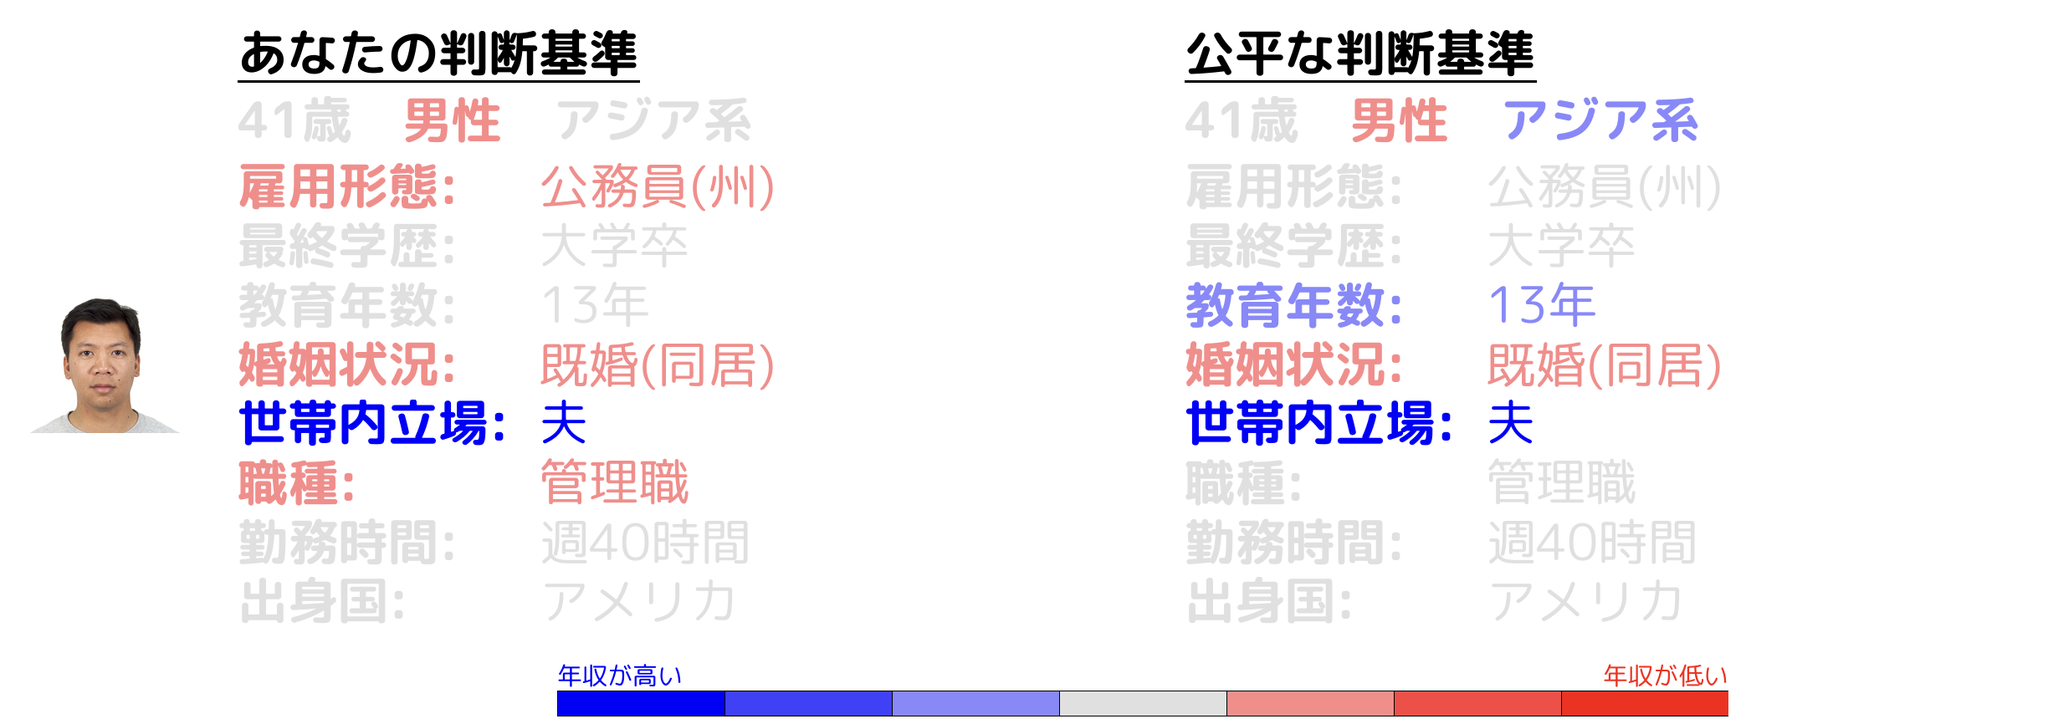 あなたの判断基準
41歳 男性 アジア系
雇用形態: 公務員(州)
最終学歴: 大学卒
教育年数: 13年
婚姻状況: 既婚(同居)
世帯内立場: 夫
職種: 管理職
勤務時間: 週40時間
出身国: アメリカ
公平な判断基準
41歳 男性 アジア系
雇用形態: 公務員(州)
最終学歴: 大学卒
教育年数: 13年
婚姻状況: 既婚(同居)
世帯内立場: 夫
職種: 管理職
勤務時間: 週40時間
出身国: アメリカ
年収が高い
年収が低い